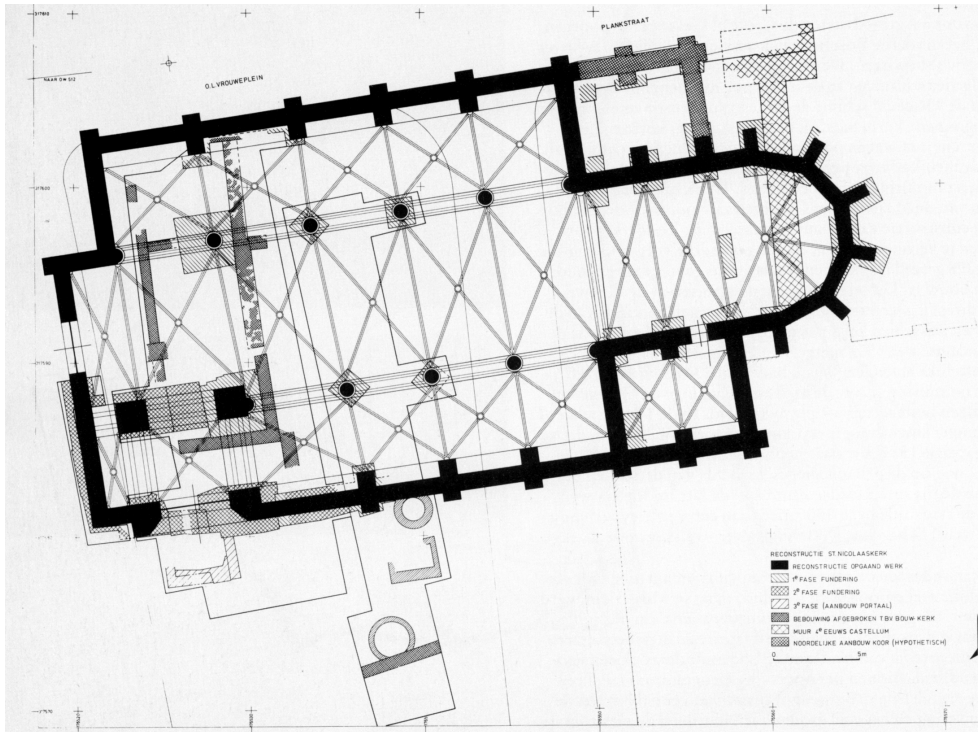 PLANKSTRAAT
O.L.VROUWEPLEIN
RECONSTRUCTIE ST.NICOLAASKERK
RECONSTRUCTIE OPGAAND WERK
1e FASE FUNDERING
2e FASE FUNDERING
3e FASE (AANBOUW PORTAAL)
BEBOUWING AFGEBROKEN TBV BOUW-KERK
MUUR 4e EEUWS CASTELLUM
NOORDELIJKE AANBOUW KOOR (HYPOTHETISCH)
0 5m